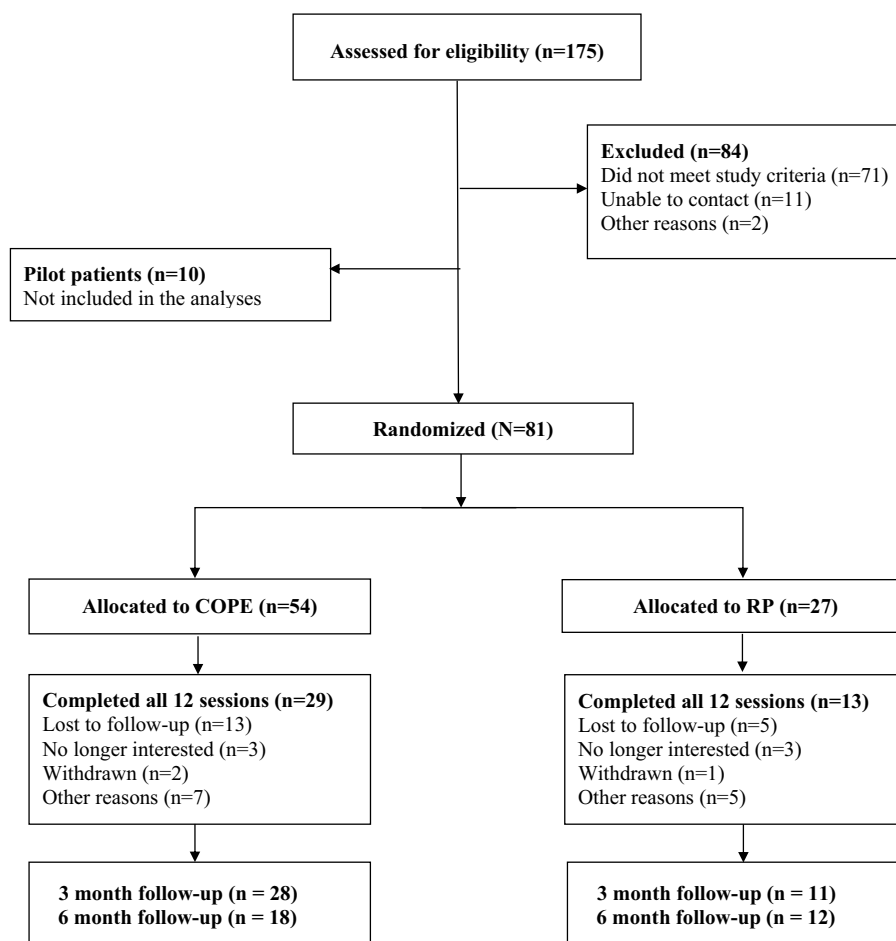 Assessed for eligibility (n=175)
Excluded (n=84)
Did not meet study criteria (n=71)
Unable to contact (n=11)
Other reasons (n=2)
Pilot patients (n=10)
Not included in the analyses
Randomized (N=81)
Allocated to COPE (n=54)
Completed all 12 sessions (n=29)
Lost to follow-up (n=13)
No longer interested (n=3)
Withdrawn (n=2)
Other reasons (n=7)
3 month follow-up (n = 28)
6 month follow-up (n = 18)
Allocated to RP (n=27)
Completed all 12 sessions (n=13)
Lost to follow-up (n=5)
No longer interested (n=3)
Withdrawn (n=1)
Other reasons (n=5)
3 month follow-up (n = 11)
6 month follow-up (n = 12)